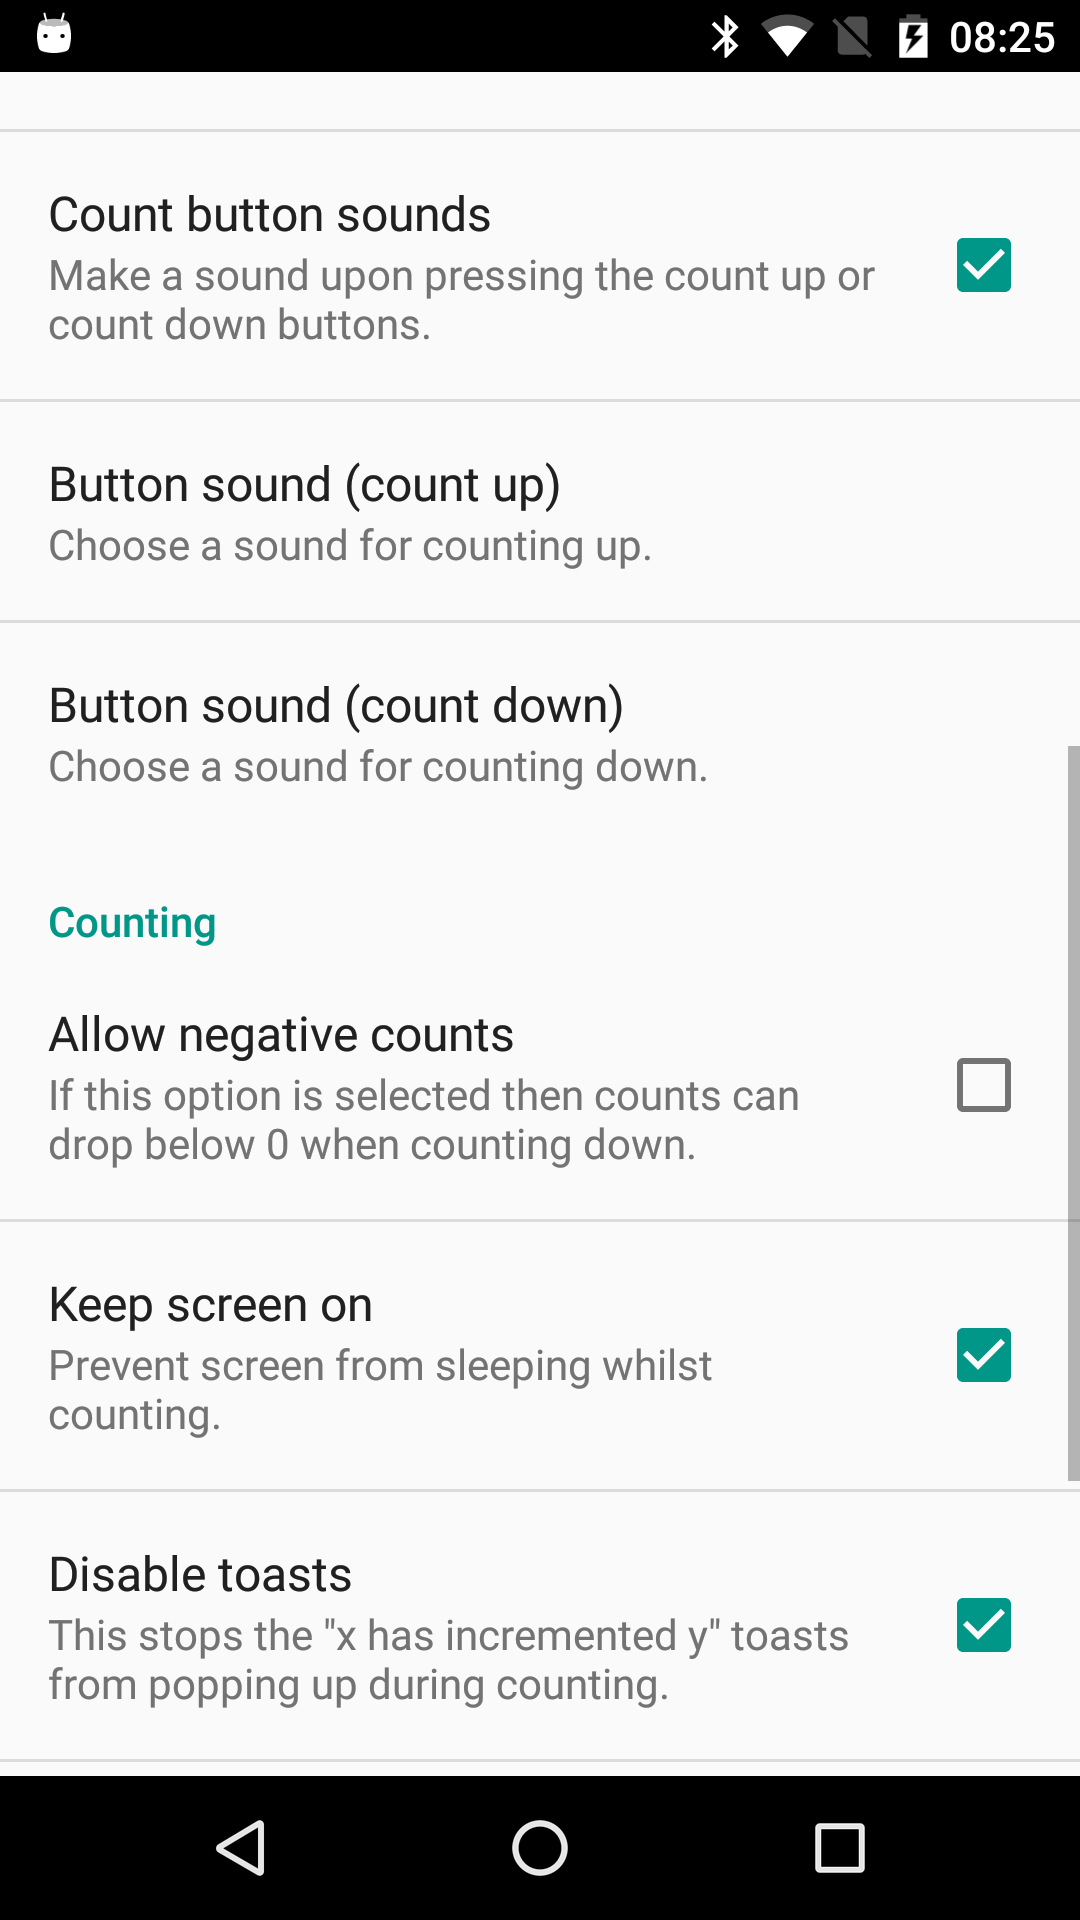 08:25
Count button sounds
Make a sound upon pressing the count up or
count down buttons.
Button sound (count up)
Choose a sound for counting up.
Button sound (count down)
Choose a sound for counting down.
Counting
Allow negative counts
If this option is selected then counts can
drop below 0 when counting down.
Keep screen on
Prevent screen from sleeping whilst
counting.
Disable toasts
This stops the "x has incremented y" toasts
from popping up during counting.